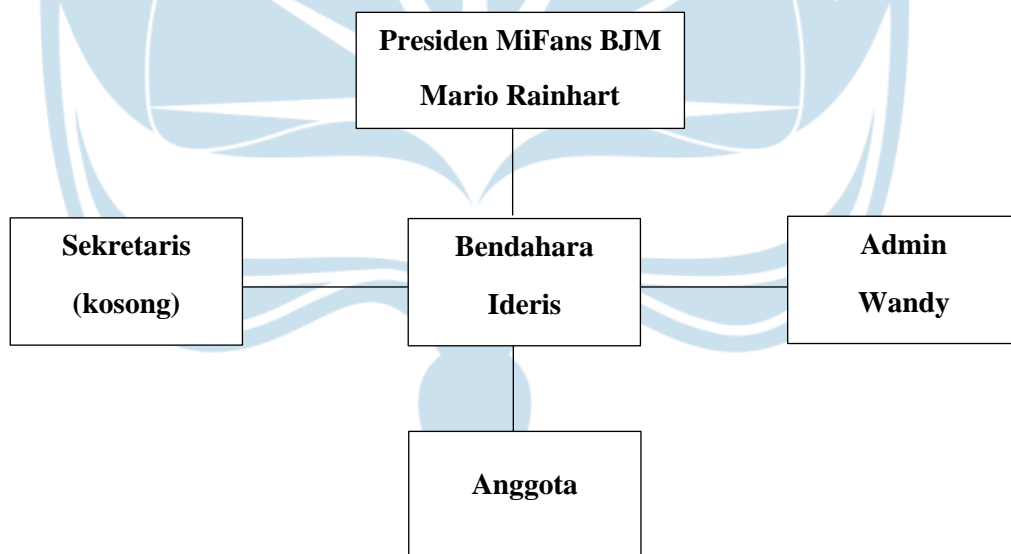 Presiden MiFans BJM
Mario Rainhart
Sekretaris
(kosong)
Bendahara
Ideris
Admin
Wandy
Anggota